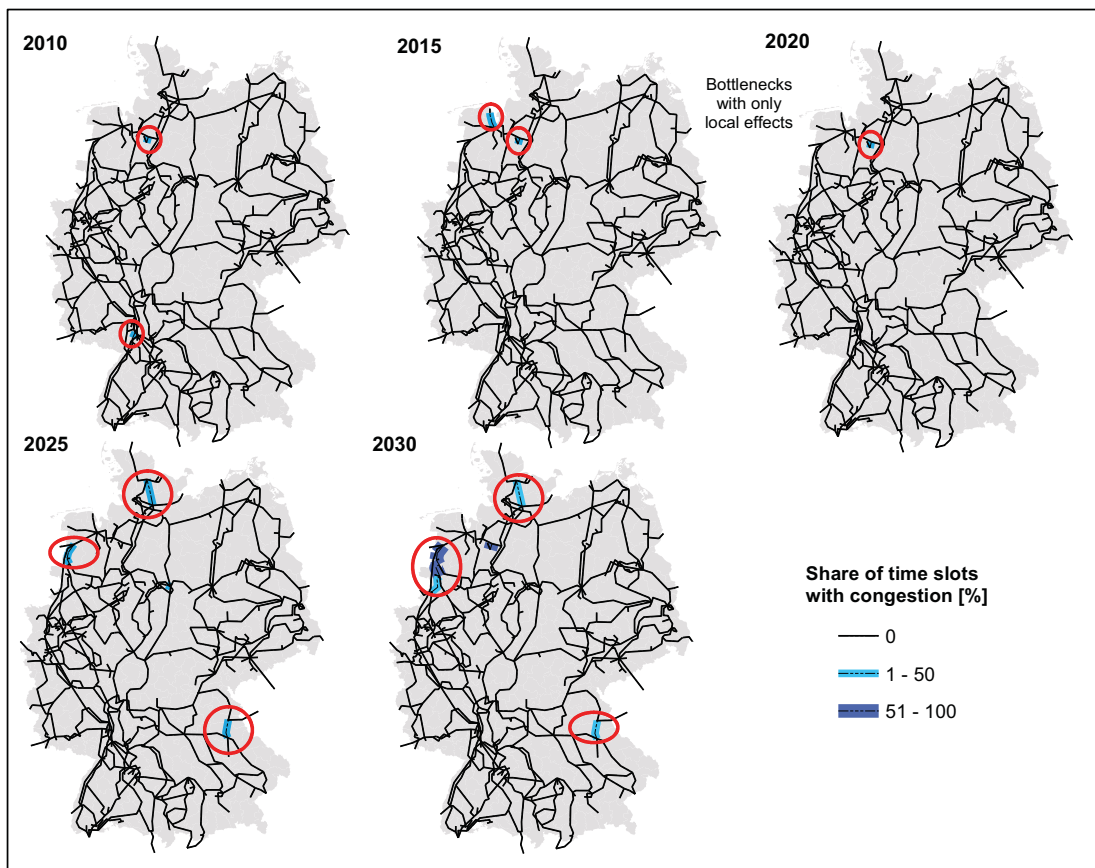 2010
2015
2020
Bottlenecks
with only
local effects
2025
2030
Share of time slots
with congestion [%]
0
1 - 50
51 - 100